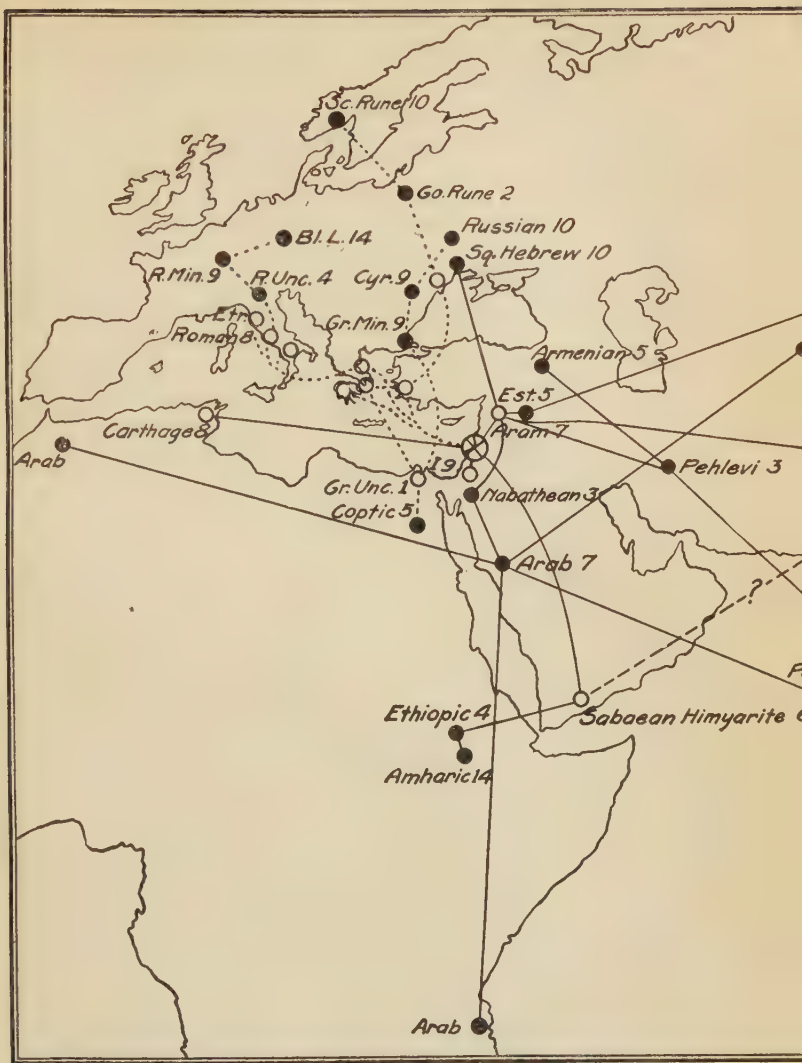 Sc. Rune 10
Go. Rune 2
Russian 10
Bl. L. 14
Sq. Hebrew 10
R. Min. 9
R. Unc. 4
Cyr. 9
Etr.
Roman 8
Gr. Min. 9
Armenian 5
Est. 5
Carthage 8
Aram 7
Arab
I 9
Pehlevi 3
Gr. Unc. 1
Nabathean 3
Coptic 5
Arab 7
?
P
Ethiopic 4
Sabaean Himyarite 6
Amharic 14
Arab